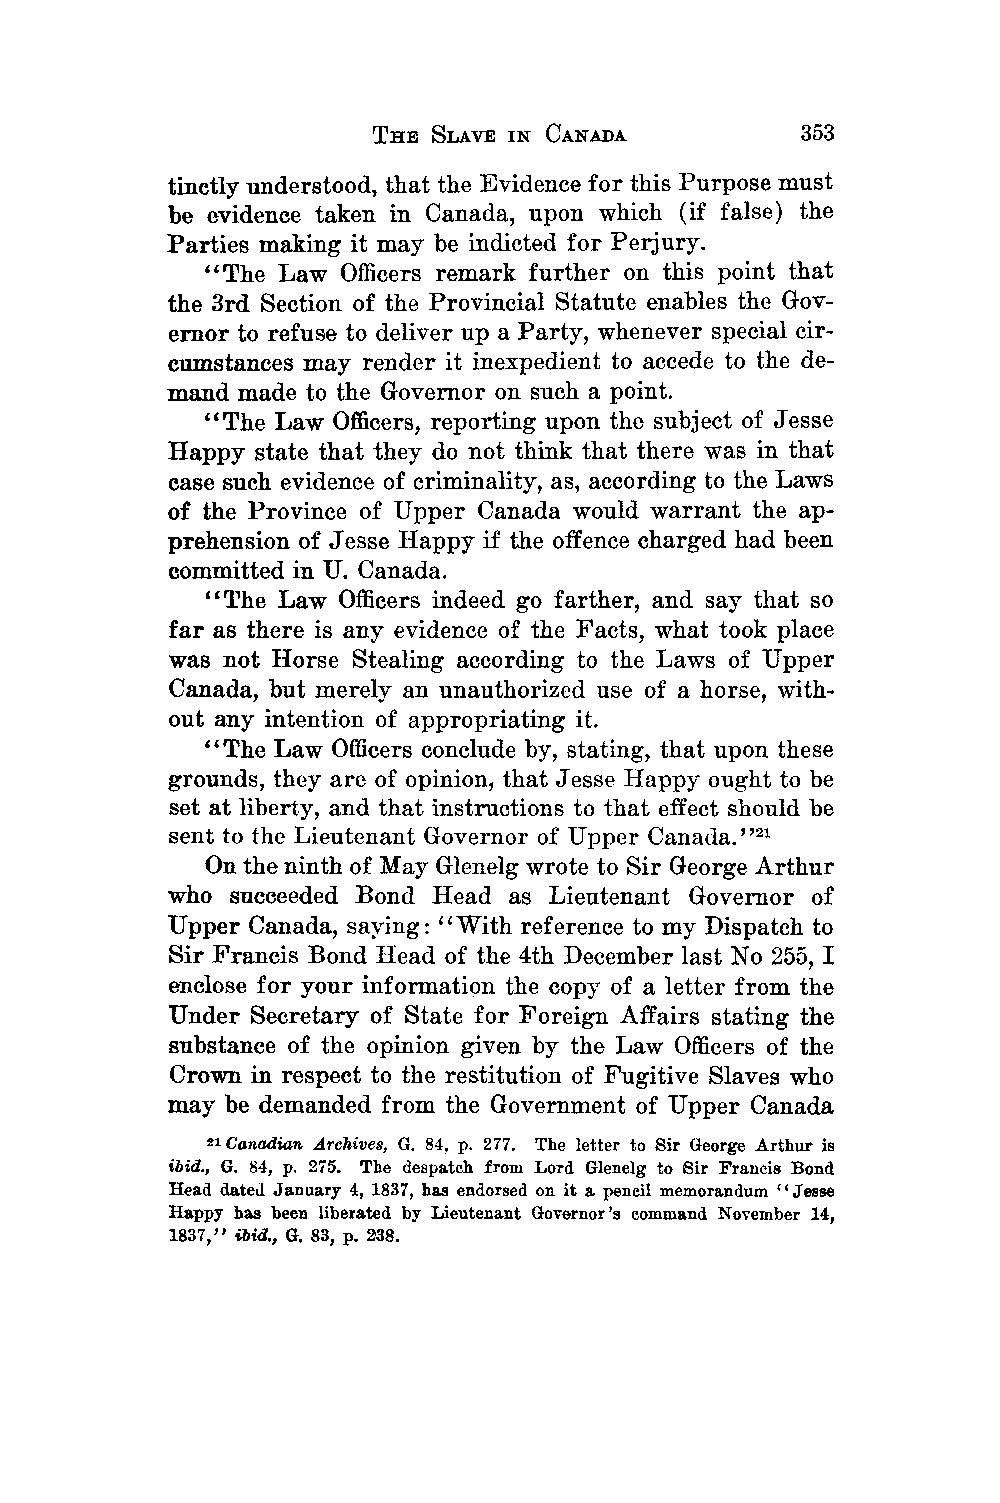 THE SLAVE IN CANADA 353
tinctly understood, that the Evidence for this Purpose must
be evidence taken in Canada, upon which (if false) the
Parties making it may be indicted for Perjury.
“The Law Officers remark further on this point that
the 3rd Section of the Provincial Statute enables the Gov-
ernor to refuse to deliver up a Party, whenever special cir-
cumstances may render it inexpedient to accede to the de-
mand made to the Governor on such a point.
“The Law Officers, reporting upon the subject of Jesse
Happy state that they do not think that there was in that
case such evidence of criminality, as, according to the Laws
of the Province of Upper Canada would warrant the ap-
prehension of Jesse Happy if the offence charged had been
committed in U. Canada.
“The Law Officers indeed go farther, and say that so
far as there is any evidence of the Facts, what took place
was not Horse Stealing according to the Laws of Upper
Canada, but merely an unauthorized use of a horse, with-
out any intention of appropriating it.
“The Law Officers conclude by, stating, that upon these
grounds, they are of opinion, that Jesse Happy ought to be
set at liberty, and that instructions to that effect should be
sent to the Lieutenant Governor of Upper Canada.”21
On the ninth of May Glenelg wrote to Sir George Arthur
who succeeded Bond Head as Lieutenant Governor of
Upper Canada, saying: “With reference to my Dispatch to
Sir Francis Bond Head of the 4th December last No 255, I
enclose for your information the copy of a letter from the
Under Secretary of State for Foreign Affairs stating the
substance of the opinion given by the Law Officers of the
Crown in respect to the restitution of Fugitive Slaves who
may be demanded from the Government of Upper Canada
21 Canadian Archives, G. 84, p. 277. The letter to Sir George Arthur is
ibid., G. 84, p. 275. The despatch from Lord Glenelg to Sir Francis Bond
Head dated January 4, 1837, has endorsed on it a pencil memorandum “Jesse
Happy has been liberated by Lieutenant Governor's command November 14,
1837,” ibid., G. 83, p. 238.